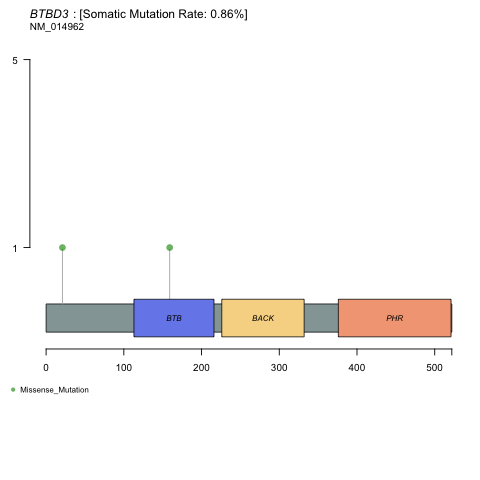 BTBD3 : [Somatic Mutation Rate: 0.86%]
NM_014962
5
1
BTB BACK PHR
0 100 200 300 400 500
Missense_Mutation